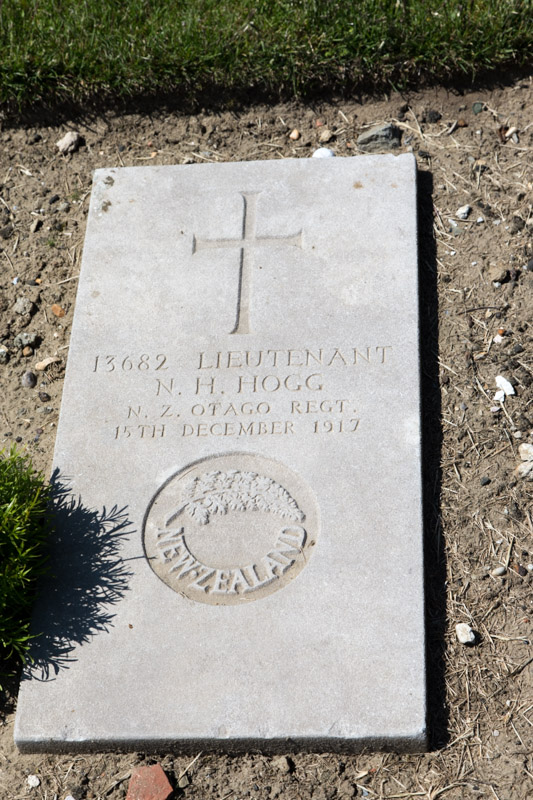 13682 LIEUTENANT
N. H. HOGG
N. Z. OTAGO REGT.
15TH DECEMBER 1917
NEW ZEALAND